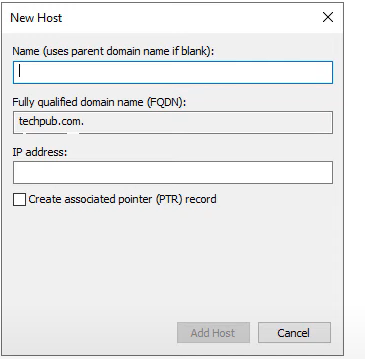 New Host
Name (uses parent domain name if blank):
Fully qualified domain name (FQDN):
techpub.com.
IP address:
Create associated pointer (PTR) record
Add Host
Cancel